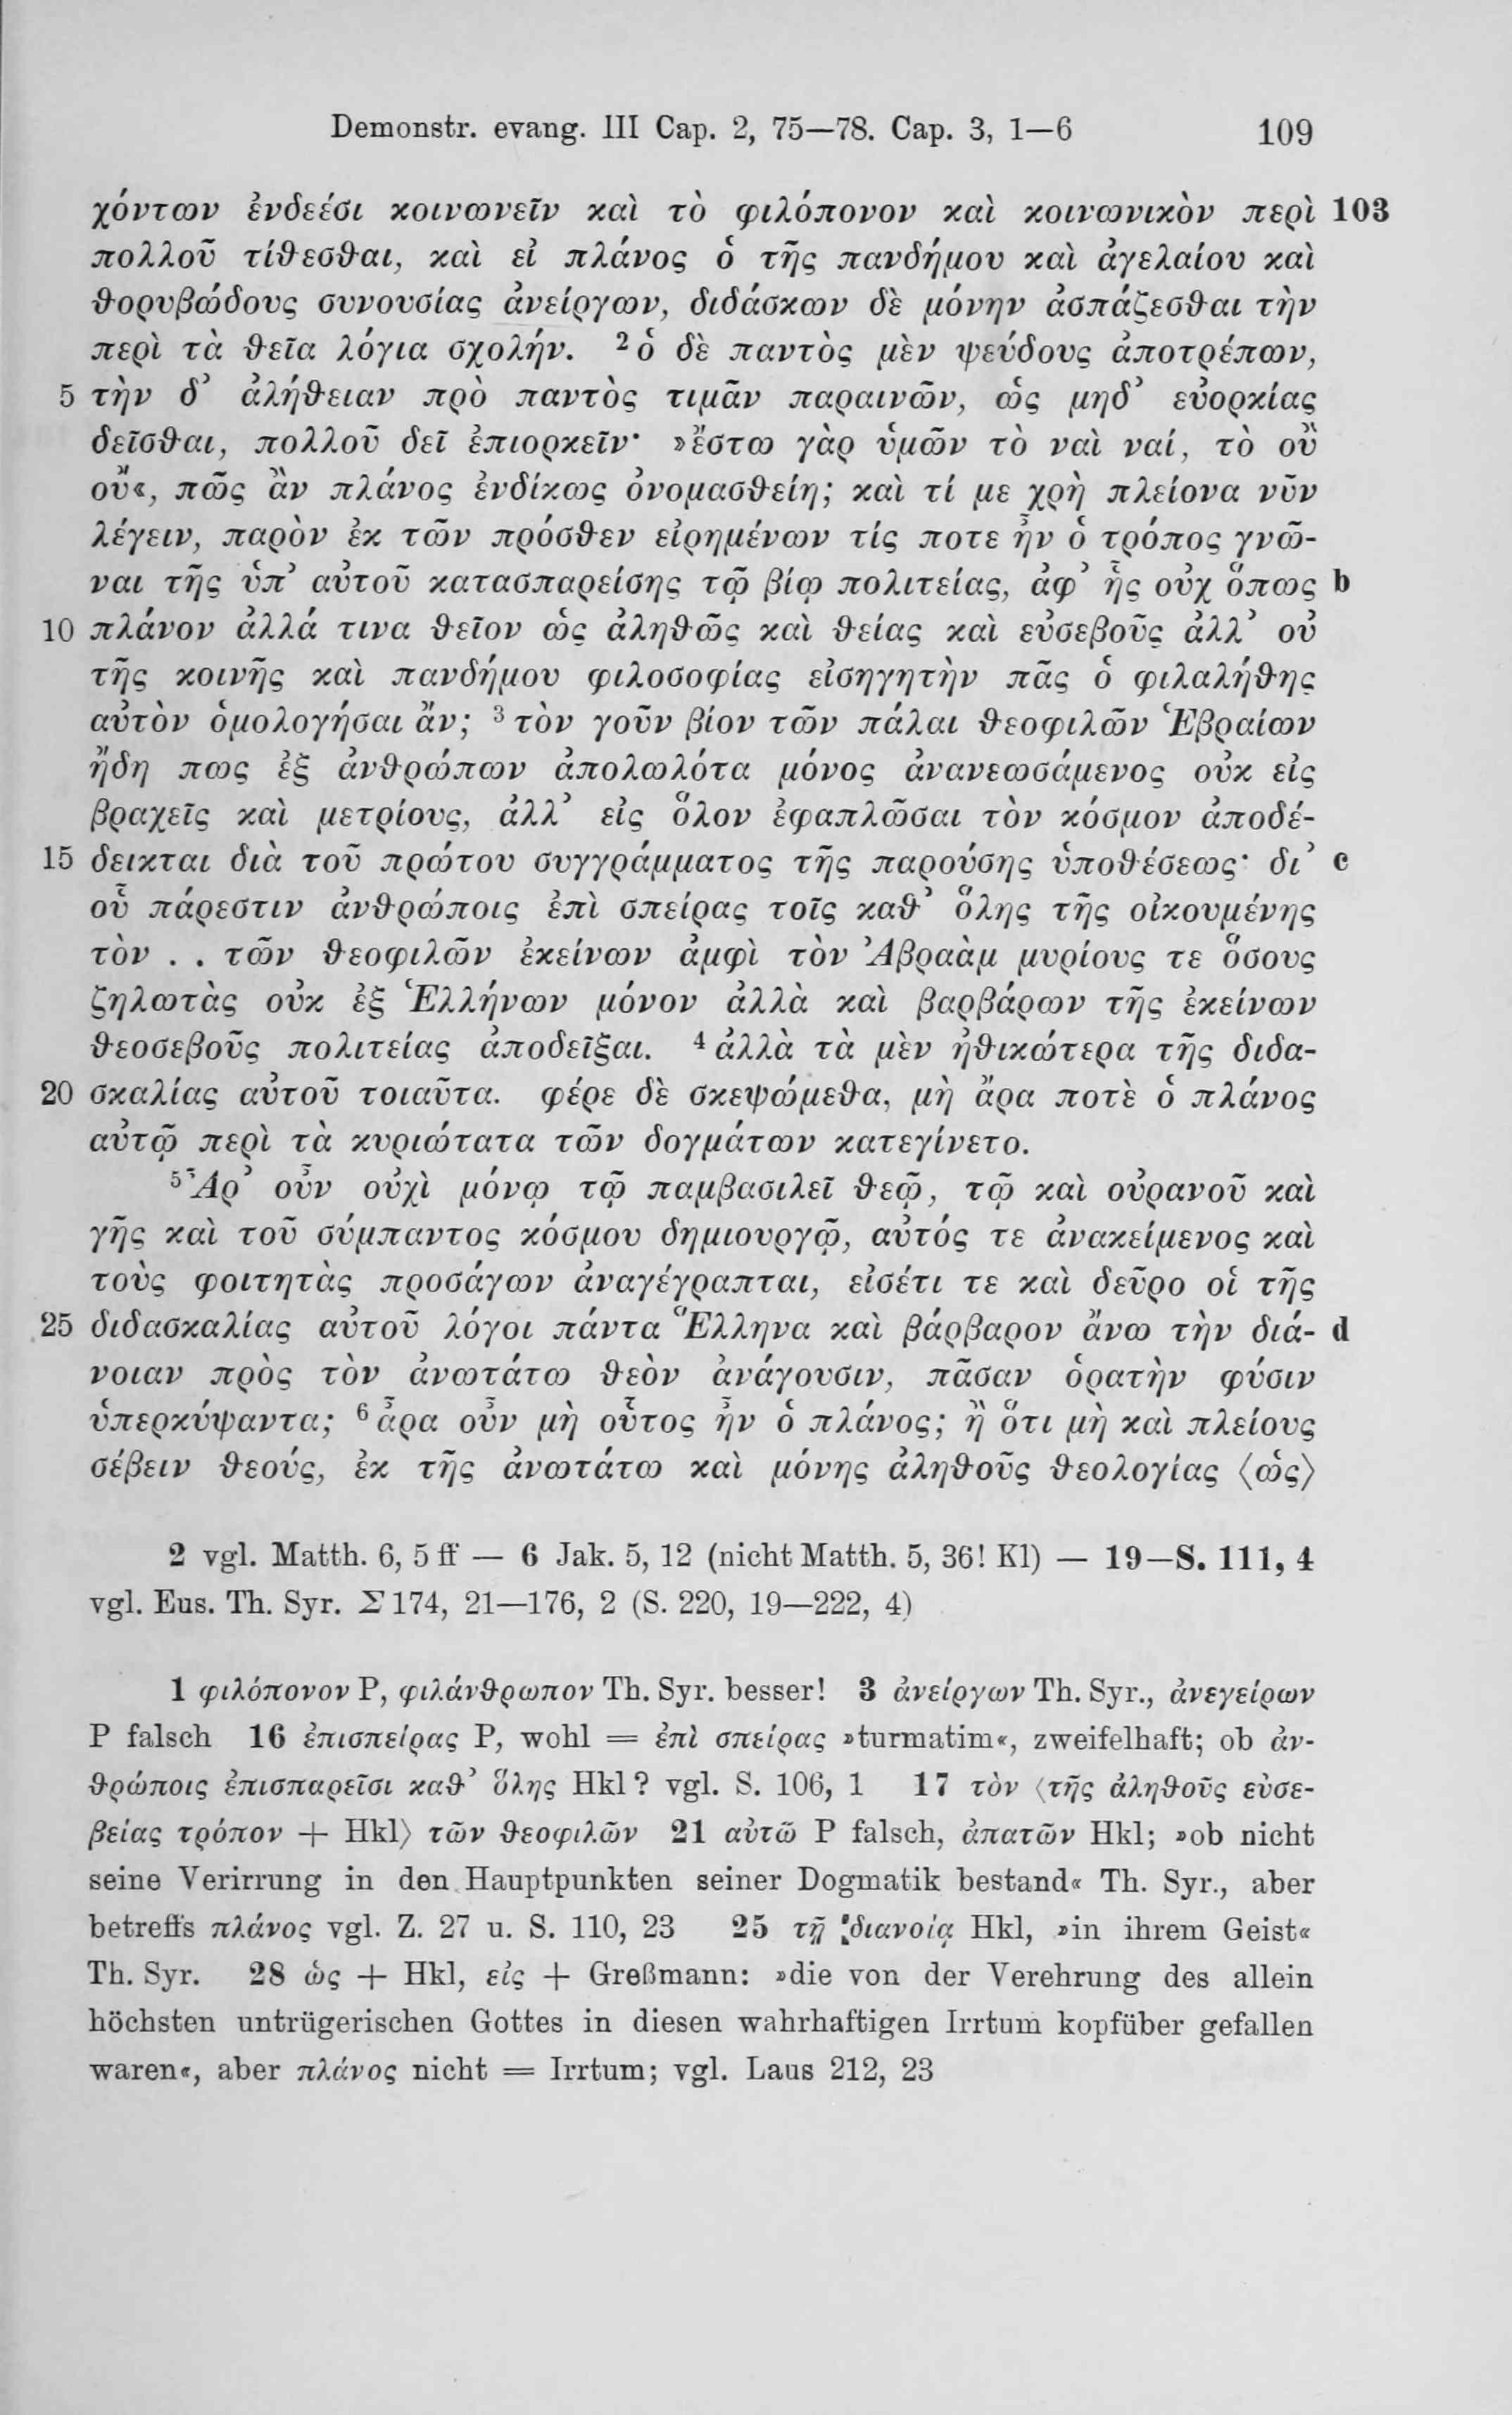 Demonstr. evang. III Cap. 2, 75—78. Cap. 3, 1—6 109
χόντων ἐνδεέσι κοινωνεῖν καὶ τὸ φιλόπονον καὶ κοινωνικὸν περὶ 103
πολλοῦ τίθεσθαι, καὶ εἰ πλάνος ὁ τῆς πανδήμου καὶ ἀγελαίου καὶ
θορυβώδους συνουσίας ἀνείργων, διδάσκων δὲ μόνην ἀσπάζεσθαι τὴν
περὶ τὰ θεῖα λόγια σχολήν. ² ὁ δὲ παντὸς μὲν ψεύδους ἀποτρέπων,
5 τὴν δ’ ἀλήθειαν πρὸ παντὸς τιμᾶν παραινῶν, ὡς μηδ’ εὐορκίας
δεῖσθαι, πολλοῦ δεῖ ἐπιορκεῖν· »ἔστω γὰρ ὑμῶν τὸ ναὶ ναί, τὸ οὒ
οὔ«, πῶς ἂν πλάνος ἐνδίκως ὀνομασθείη; καὶ τί με χρὴ πλείονα νῦν
λέγειν, παρὸν ἐκ τῶν πρόσθεν εἰρημένων τίς ποτε ἦν ὁ τρόπος γνῶ-
ναι τῆς ὑπ’ αὐτοῦ κατασπαρείσης τῷ βίῳ πολιτείας, ἀφ’ ἧς οὐχ ὅπως b
10 πλάνον ἀλλά τινα θεῖον ὡς ἀληθῶς καὶ θείας καὶ εὐσεβοῦς ἀλλ’ οὐ
τῆς κοινῆς καὶ πανδήμου φιλοσοφίας εἰσηγητὴν πᾶς ὁ φιλαλήθης
αὐτὸν ὁμολογήσαι ἄν; ³ τὸν γοῦν βίον τῶν πάλαι θεοφιλῶν Ἑβραίων
ἤδη πως ἐξ ἀνθρώπων ἀπολωλότα μόνος ἀνανεωσάμενος οὐκ εἰς
βραχεῖς καὶ μετρίους, ἀλλ’ εἰς ὅλον ἐφαπλῶσαι τὸν κόσμον ἀποδέ-
15 δεικται διὰ τοῦ πρώτου συγγράμματος τῆς παρούσης ὑποθέσεως· δι’ c
οὗ πάρεστιν ἀνθρώποις ἐπὶ σπείρας τοῖς καθ’ ὅλης τῆς οἰκουμένης
τὸν . . τῶν θεοφιλῶν ἐκείνων ἀμφὶ τὸν Ἀβραὰμ μυρίους τε ὅσους
ζηλωτὰς οὐκ ἐξ Ἑλλήνων μόνον ἀλλὰ καὶ βαρβάρων τῆς ἐκείνων
θεοσεβοῦς πολιτείας ἀποδεῖξαι. ⁴ ἀλλὰ τὰ μὲν ἠθικώτερα τῆς διδα-
20 σκαλίας αὐτοῦ τοιαῦτα. φέρε δὲ σκεψώμεθα, μὴ ἄρα ποτὲ ὁ πλάνος
αὐτῷ περὶ τὰ κυριώτατα τῶν δογμάτων κατεγίνετο.
⁵ Ἆρ’ οὖν οὐχὶ μόνῳ τῷ παμβασιλεῖ θεῷ, τῷ καὶ οὐρανοῦ καὶ
γῆς καὶ τοῦ σύμπαντος κόσμου δημιουργῷ, αὐτός τε ἀνακείμενος καὶ
τοὺς φοιτητὰς προσάγων ἀναγέγραπται, εἰσέτι τε καὶ δεῦρο οἱ τῆς
25 διδασκαλίας αὐτοῦ λόγοι πάντα Ἕλληνα καὶ βάρβαρον ἄνω τὴν διά- d
νοιαν πρὸς τὸν ἀνωτάτω θεὸν ἀνάγουσιν, πᾶσαν ὁρατὴν φύσιν
ὑπερκύψαντα; ⁶ ἆρα οὖν μὴ οὗτος ἦν ὁ πλάνος; ἢ ὅτι μὴ καὶ πλείους
σέβειν θεούς, ἐκ τῆς ἀνωτάτω καὶ μόνης ἀληθοῦς θεολογίας ⟨ὡς⟩
2 vgl. Matth. 6, 5 ff — 6 Jak. 5, 12 (nicht Matth. 5, 36! Kl) — 19—S. 111, 4
vgl. Eus. Th. Syr. Σ 174, 21—176, 2 (S. 220, 19—222, 4)
1 φιλόπονον P, φιλάνθρωπον Th. Syr. besser! 3 ἀνείργων Th. Syr., ἀνεγείρων
P falsch 16 ἐπισπείρας P, wohl = ἐπὶ σπείρας »turmatim«, zweifelhaft; ob ἀν-
θρώποις ἐπισπαρεῖσι καθ’ ὅλης Hkl? vgl. S. 106, 1 17 τὸν ⟨τῆς ἀληθοῦς εὐσε-
βείας τρόπον + Hkl⟩ τῶν θεοφιλῶν 21 αὐτῶ P falsch, ἀπατῶν Hkl; »ob nicht
seine Verirrung in den Hauptpunkten seiner Dogmatik bestand« Th. Syr., aber
betreffs πλάνος vgl. Z. 27 u. S. 110, 23 25 τῇ διανοίᾳ Hkl, »in ihrem Geist«
Th. Syr. 28 ὡς + Hkl, εἰς + Greßmann: »die von der Verehrung des allein
höchsten untrügerischen Gottes in diesen wahrhaftigen Irrtum kopfüber gefallen
waren«, aber πλάνος nicht = Irrtum; vgl. Laus 212, 23